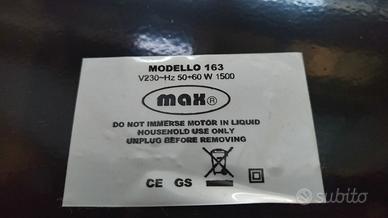 MODELLO 163
V230~Hz 50+60 W 1500
max®
DO NOT IMMERSE MOTOR IN LIQUID
HOUSEHOLD USE ONLY
UNPLUG BEFORE REMOVING
CE GS
subito